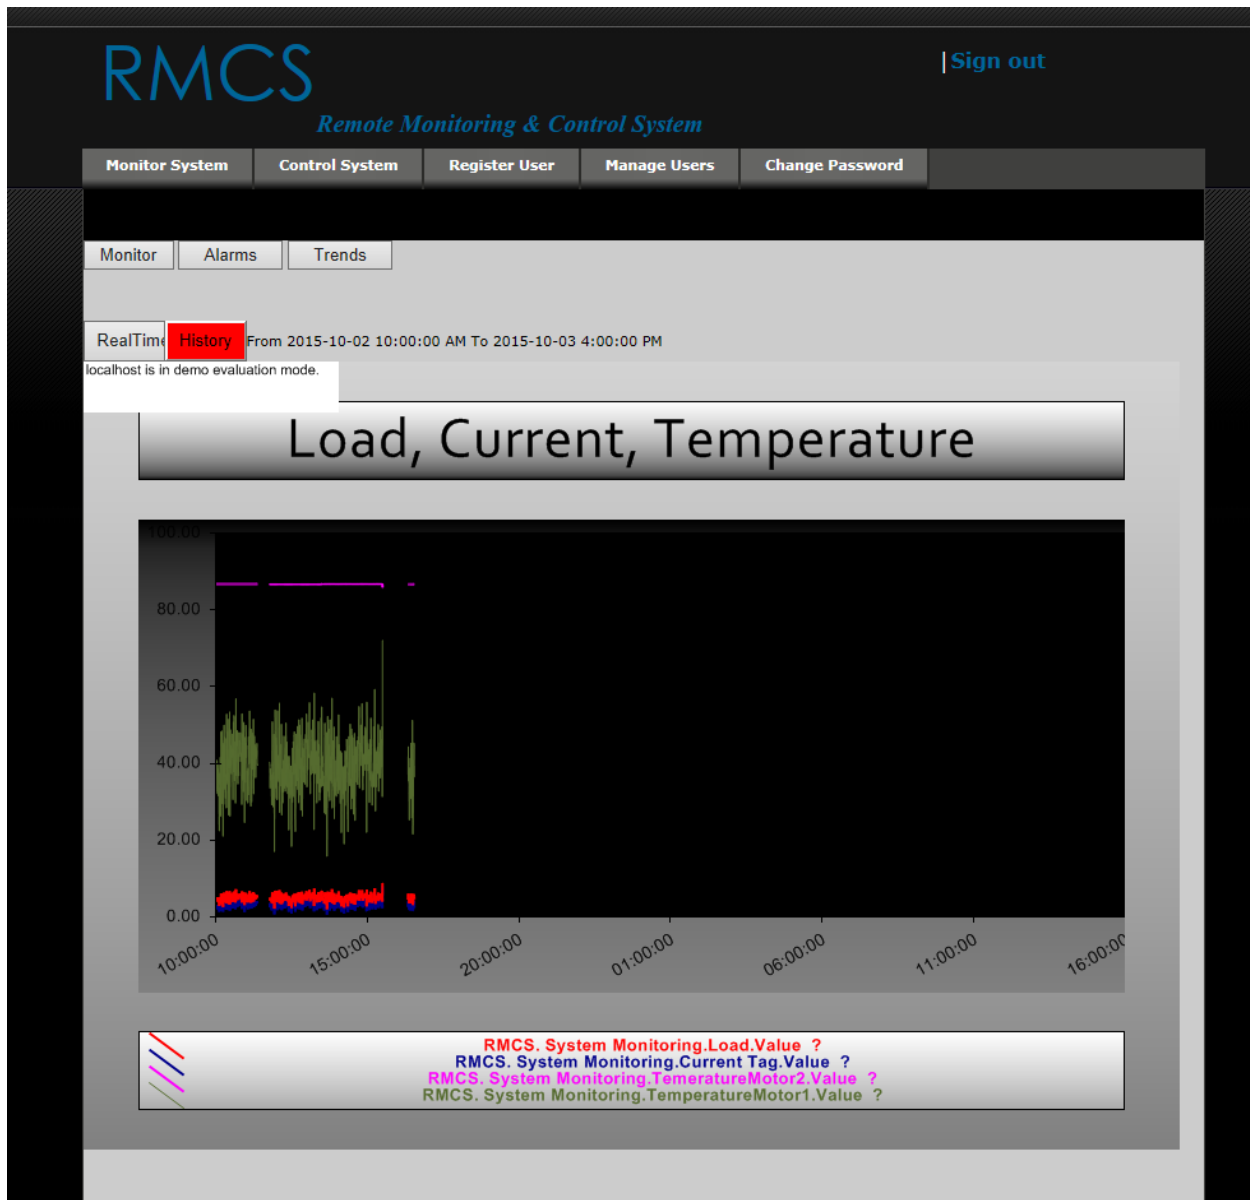 RMCS
|Sign out
Remote Monitoring & Control System
Monitor System Control System Register User Manage Users Change Password
Monitor Alarms Trends
RealTime History From 2015-10-02 10:00:00 AM To 2015-10-03 4:00:00 PM
localhost is in demo evaluation mode.
Load, Current, Temperature
100.00
80.00
60.00
40.00
20.00
0.00
10:00:00 15:00:00 20:00:00 01:00:00 06:00:00 11:00:00 16:00:00
RMCS. System Monitoring.Load.Value ?
RMCS. System Monitoring.Current Tag.Value ?
RMCS. System Monitoring.TemeratureMotor2.Value ?
RMCS. System Monitoring.TemperatureMotor1.Value ?